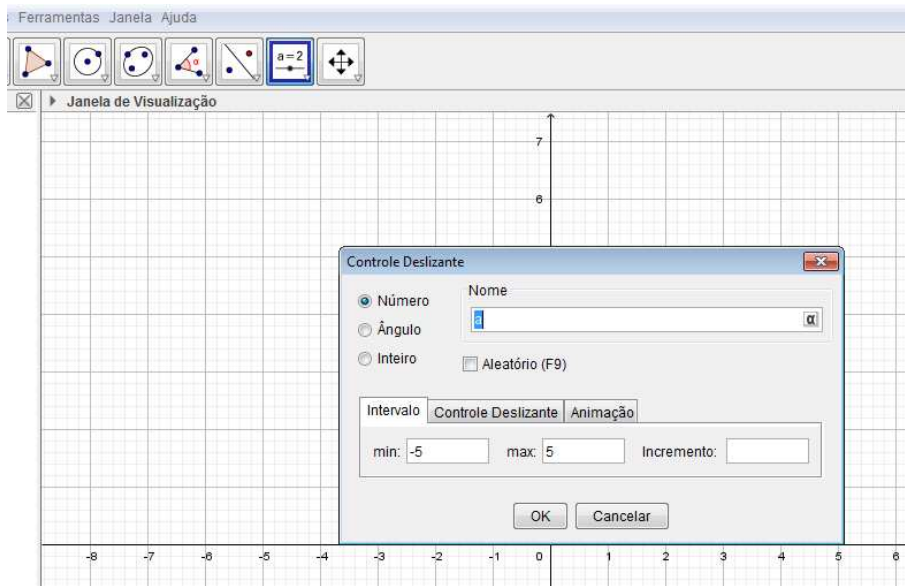 Ferramentas Janela Ajuda
α
a=2
Janela de Visualização
7
6
Controle Deslizante
Número
Nome
a
α
Ângulo
Inteiro
Aleatório (F9)
Intervalo Controle Deslizante Animação
min: -5 max: 5 Incremento:
OK Cancelar
-8 -7 -6 -5 -4 -3 -2 -1 0 1 2 3 4 5 6